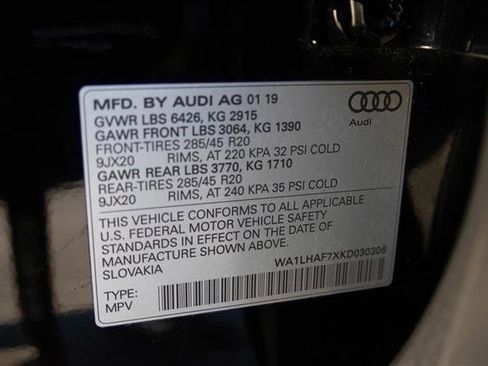 MFD. BY AUDI AG 01 19
GVWR LBS 6426, KG 2915
GAWR FRONT LBS 3064, KG 1390
FRONT-TIRES 285/45 R20
9JX20 RIMS, AT 220 KPA 32 PSI COLD
GAWR REAR LBS 3770, KG 1710
REAR-TIRES 285/45 R20
9JX20 RIMS, AT 240 KPA 35 PSI COLD
THIS VEHICLE CONFORMS TO ALL APPLICABLE
U.S. FEDERAL MOTOR VEHICLE SAFETY
STANDARDS IN EFFECT ON THE DATE OF
MANUFACTURE SHOWN ABOVE.
SLOVAKIA WA1LHAF7XKD030306
TYPE:
MPV
Audi